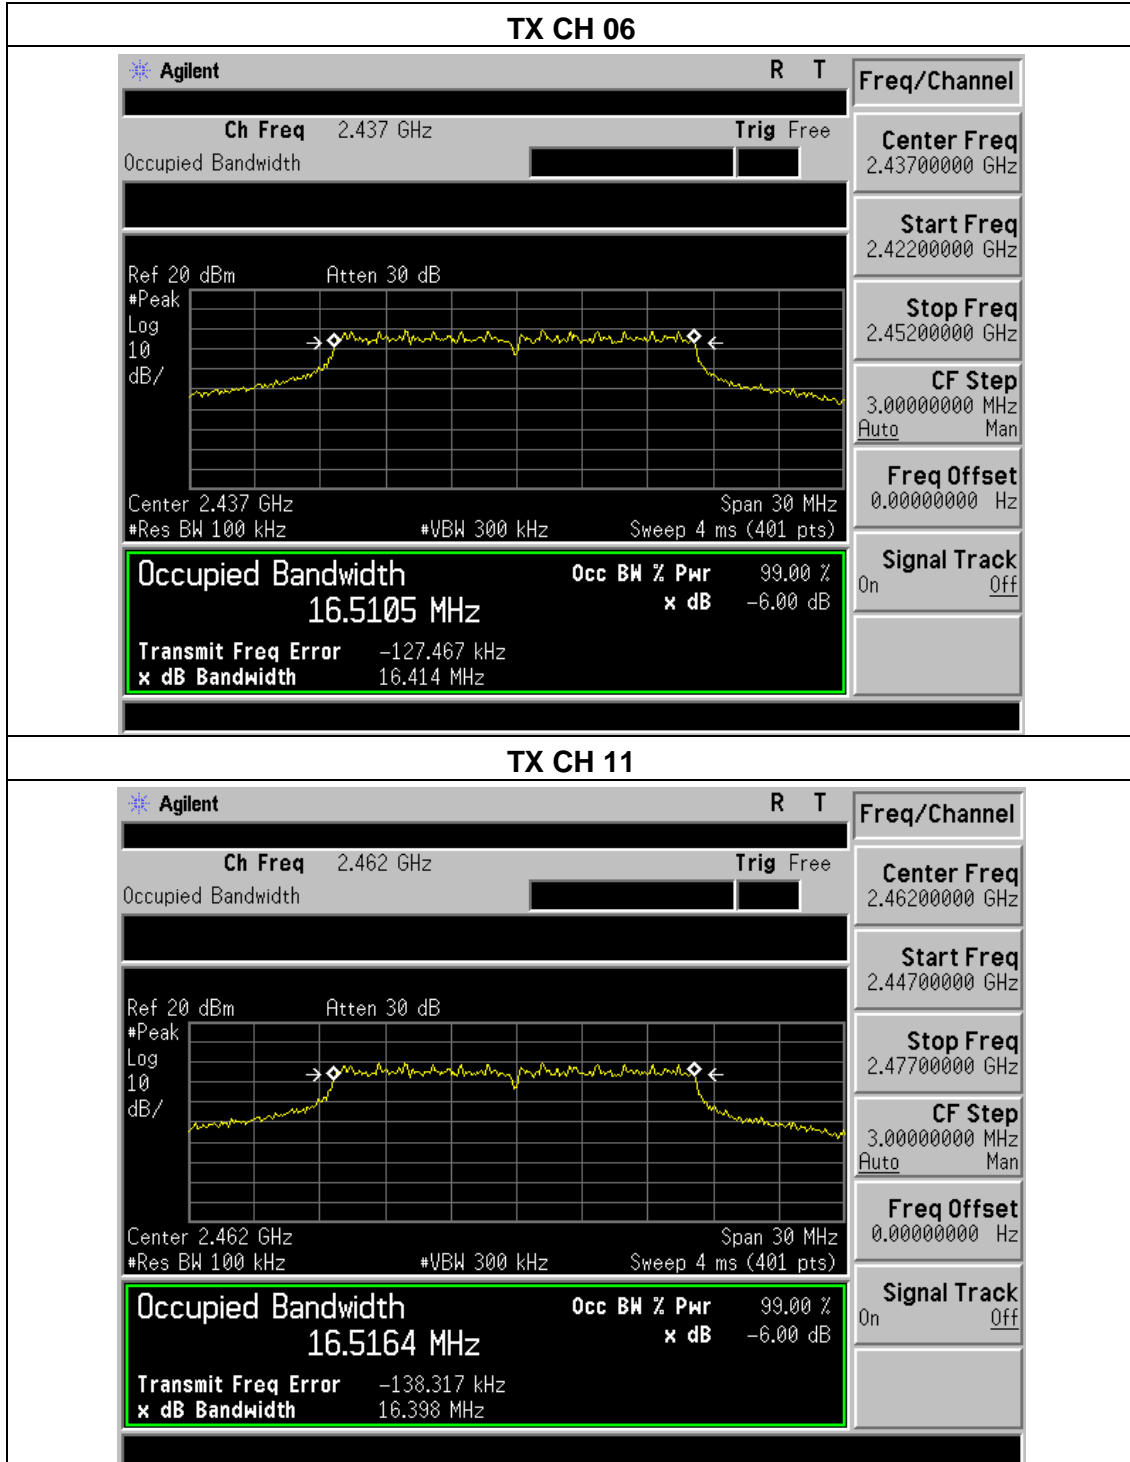 TX CH 06
Agilent R T
Freq/Channel
Ch Freq 2.437 GHz Trig Free
Occupied Bandwidth
Center Freq
2.43700000 GHz
Start Freq
2.42200000 GHz
Ref 20 dBm Atten 30 dB
#Peak
Log
10
dB/
Stop Freq
2.45200000 GHz
CF Step
3.00000000 MHz
Auto Man
Center 2.437 GHz Span 30 MHz
#Res BW 100 kHz #VBW 300 kHz Sweep 4 ms (401 pts)
Freq Offset
0.00000000 Hz
Occupied Bandwidth Occ BW % Pwr 99.00 %
16.5105 MHz x dB -6.00 dB
Transmit Freq Error -127.467 kHz
x dB Bandwidth 16.414 MHz
Signal Track
On Off
TX CH 11
Agilent R T
Freq/Channel
Ch Freq 2.462 GHz Trig Free
Occupied Bandwidth
Center Freq
2.46200000 GHz
Start Freq
2.44700000 GHz
Ref 20 dBm Atten 30 dB
#Peak
Log
10
dB/
Stop Freq
2.47700000 GHz
CF Step
3.00000000 MHz
Auto Man
Center 2.462 GHz Span 30 MHz
#Res BW 100 kHz #VBW 300 kHz Sweep 4 ms (401 pts)
Freq Offset
0.00000000 Hz
Occupied Bandwidth Occ BW % Pwr 99.00 %
16.5164 MHz x dB -6.00 dB
Transmit Freq Error -138.317 kHz
x dB Bandwidth 16.398 MHz
Signal Track
On Off